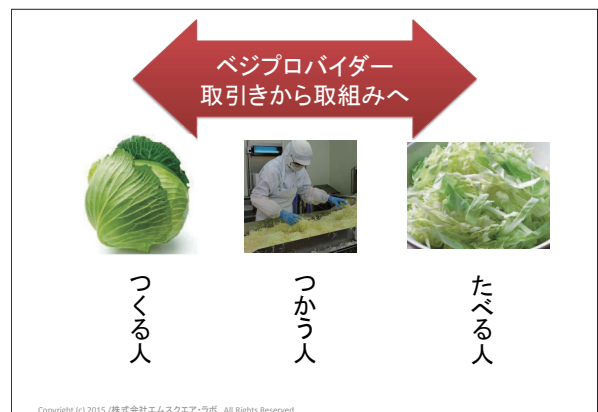 ベジプロバイダー
取引きから取組みへ
つくる人
つかう人
たべる人
Copyright (c) 2015 /株式会社エムスクエア・ラボ All Rights Reserved